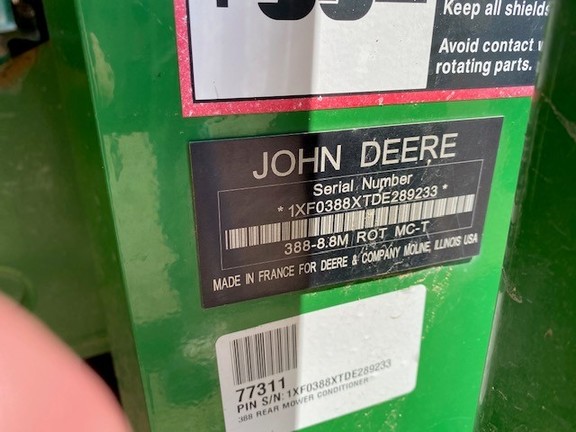 Keep all shields
Avoid contact
rotating parts.
JOHN DEERE
Serial Number
*1XF0388XTDE289233*
388-8.8M ROT MC-T
MADE IN FRANCE FOR DEERE & COMPANY MOLINE, ILLINOIS USA
77311
PIN S/N: 1XF0388XTDE289233
388 REAR MOWER CONDITIONER